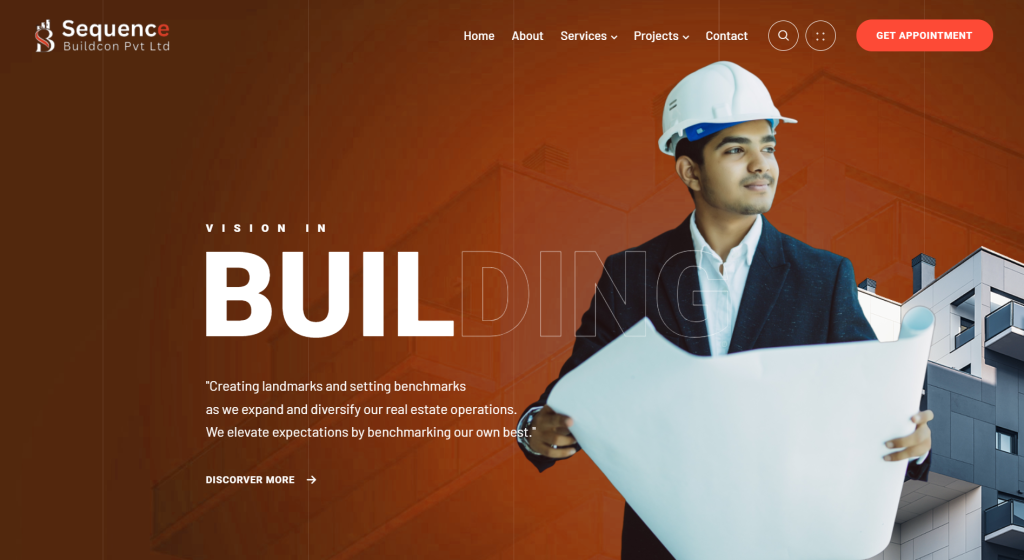 Sequence
Buildcon Pvt Ltd
Home About Services Projects Contact
GET APPOINTMENT
VISION IN
BUILDING
"Creating landmarks and setting benchmarks
as we expand and diversify our real estate operations.
We elevate expectations by benchmarking our own best."
DISCORVER MORE